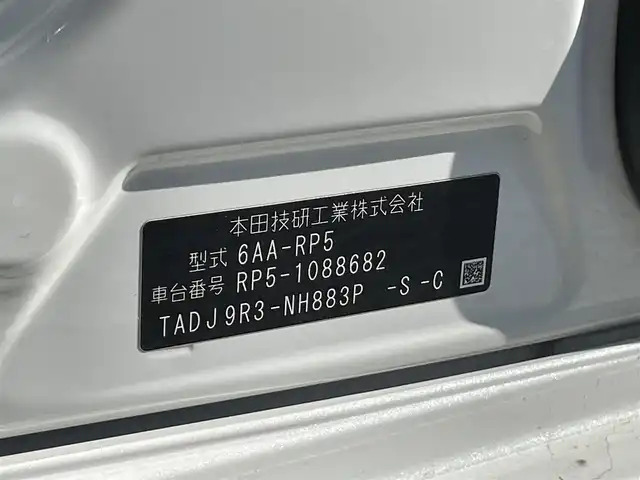 本田技研工業株式会社
型式 6AA-RP5
車台番号 RP5-1088682
TADJ9R3-NH883P -S -C